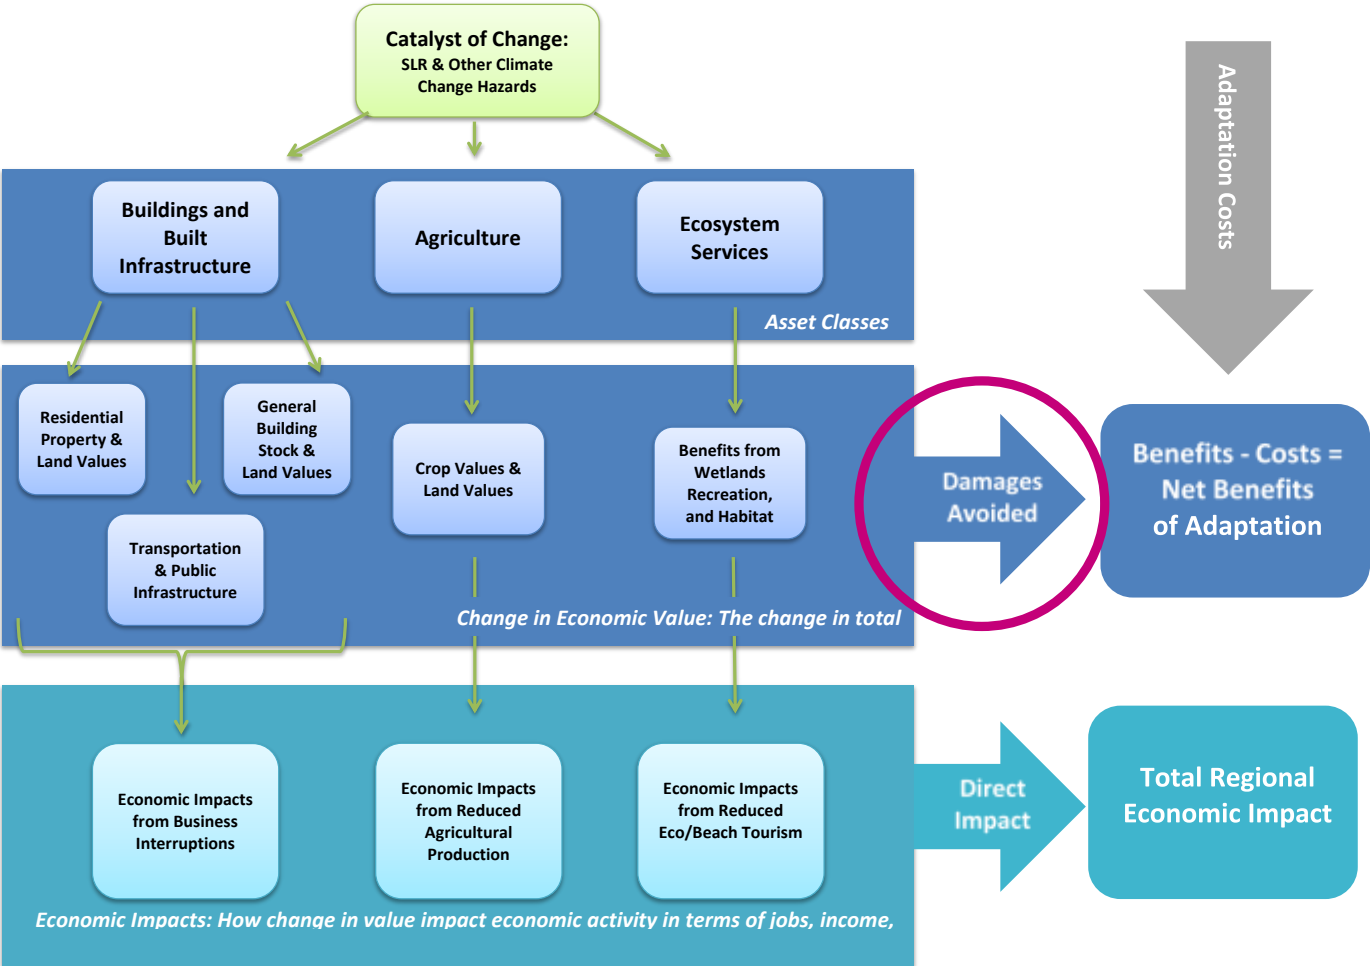 Catalyst of Change:
SLR & Other Climate
Change Hazards
Adaptation Costs
Buildings and
Built
Infrastructure
Agriculture
Ecosystem
Services
Asset Classes
Residential
Property &
Land Values
General
Building
Stock &
Land Values
Transportation
& Public
Infrastructure
Crop Values &
Land Values
Benefits from
Wetlands
Recreation,
and Habitat
Change in Economic Value: The change in total
Damages
Avoided
Benefits - Costs =
Net Benefits
of Adaptation
Economic Impacts
from Business
Interruptions
Economic Impacts
from Reduced
Agricultural
Production
Economic Impacts
from Reduced
Eco/Beach Tourism
Economic Impacts: How change in value impact economic activity in terms of jobs, income,
Direct
Impact
Total Regional
Economic Impact